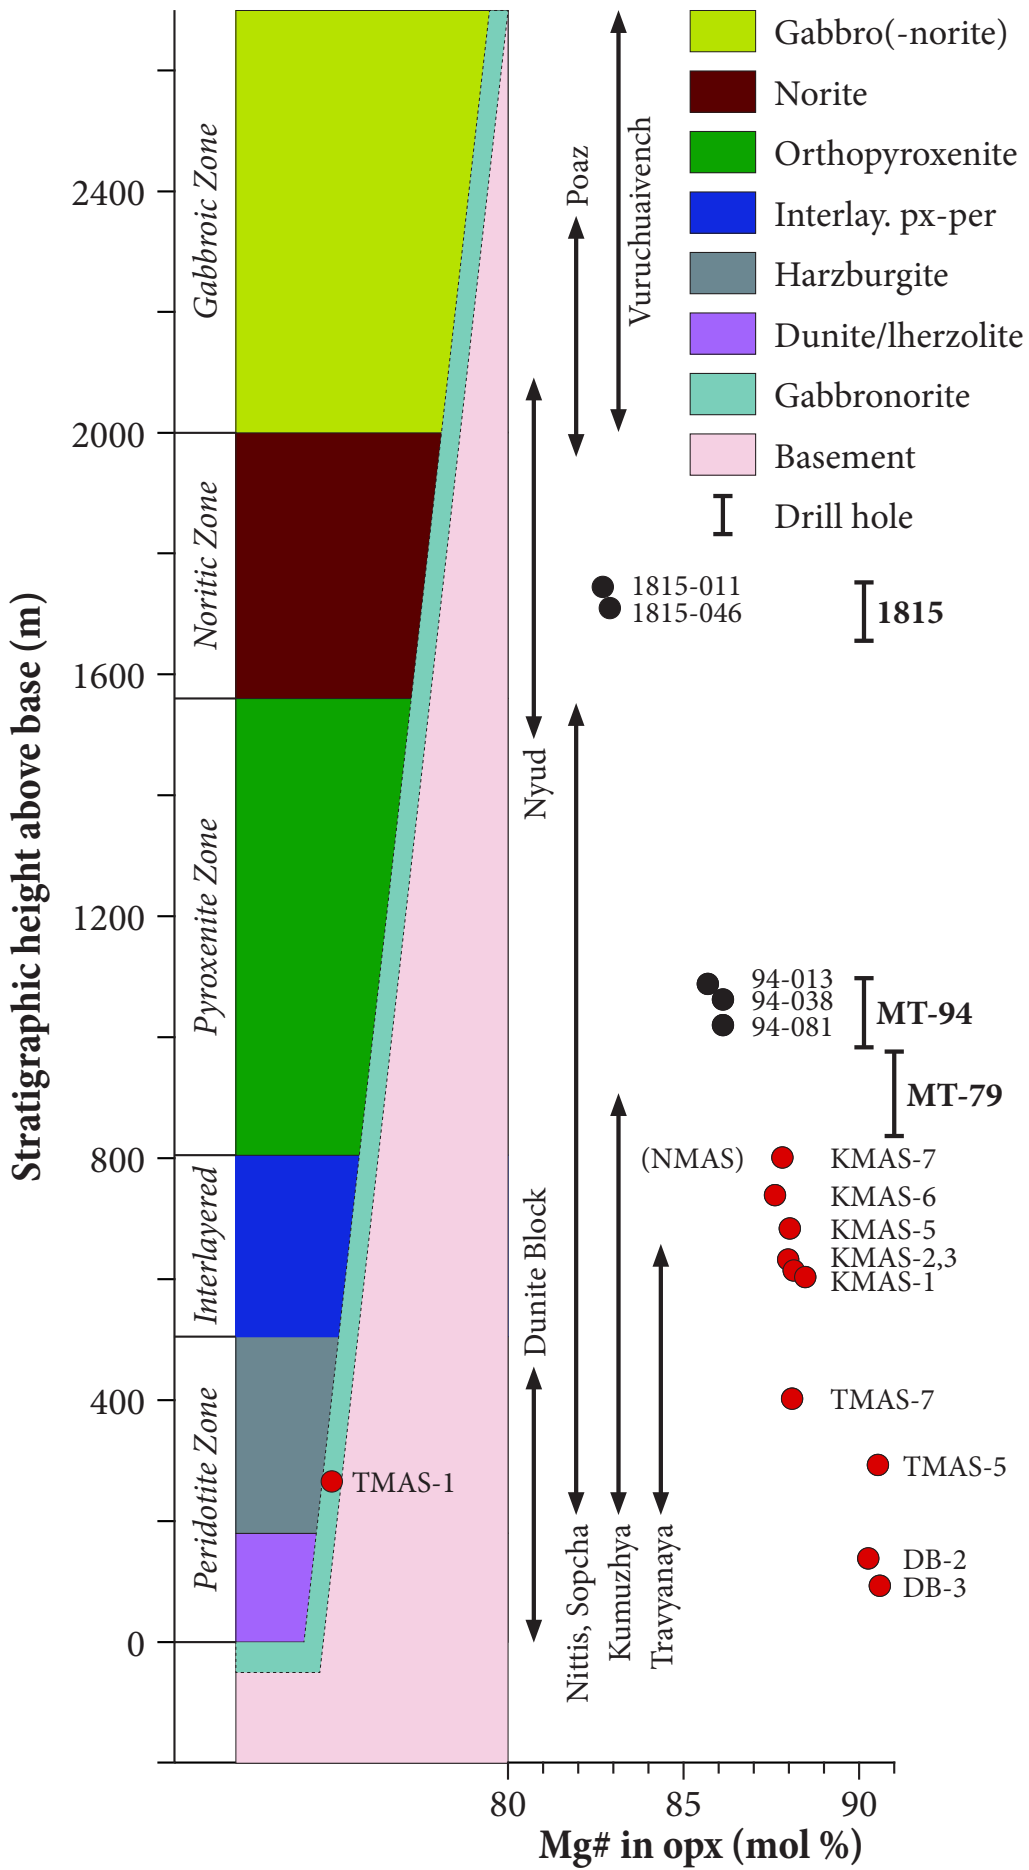 Gabbro(-norite)
Norite
Orthopyroxenite
Interlay. px-per
Harzburgite
Dunite/lherzolite
Gabbronorite
Basement
Drill hole
Stratigraphic height above base (m)
2400
2000
1600
1200
800
400
0
Gabbroic Zone
Noritic Zone
Pyroxenite Zone
Interlayered
Peridotite Zone
Poaz
Vuruchuaivench
Nyud
Dunite Block
Nittis, Sopcha
Kumuzhya
Travyanaya
1815-011
1815-046
1815
94-013
94-038
94-081
MT-94
MT-79
(NMAS)
KMAS-7
KMAS-6
KMAS-5
KMAS-2,3
KMAS-1
TMAS-7
TMAS-5
TMAS-1
DB-2
DB-3
80
85
90
Mg# in opx (mol %)